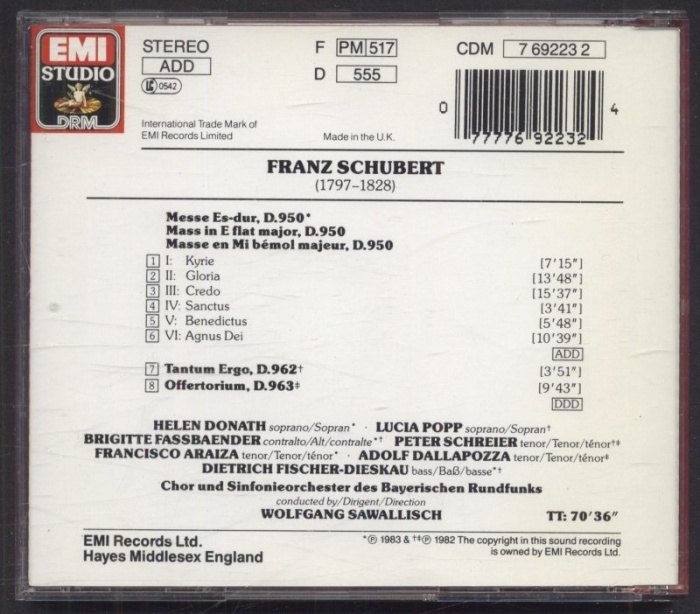 EMI
STUDIO
DRM
STEREO
ADD
LC 0542
International Trade Mark of
EMI Records Limited
F PM 517
D 555
Made in the U.K.
CDM 7 69223 2
0 77776 92232 4
FRANZ SCHUBERT
(1797-1828)
Messe Es-dur, D.950*
Mass in E flat major, D.950
Masse en Mi bémol majeur, D.950
1 I: Kyrie [7'15"]
2 II: Gloria [13'48"]
3 III: Credo [15'37"]
4 IV: Sanctus [3'41"]
5 V: Benedictus [5'48"]
6 VI: Agnus Dei [10'39"]
ADD
7 Tantum Ergo, D.962† [3'51"]
8 Offertorium, D.963‡ [9'43"]
DDD
HELEN DONATH soprano/Sopran* · LUCIA POPP soprano/Sopran†
BRIGITTE FASSBAENDER contralto/Alt/contralte*† PETER SCHREIER tenor/Tenor/ténor†‡
FRANCISCO ARAIZA tenor/Tenor/ténor* · ADOLF DALLAPOZZA tenor/Tenor/ténor*
DIETRICH FISCHER-DIESKAU bass/Baß/basse*†
Chor und Sinfonieorchester des Bayerischen Rundfunks
conducted by/Dirigent/Direction
WOLFGANG SAWALLISCH TT: 70'36"
EMI Records Ltd.
Hayes Middlesex England
*℗ 1983 & †‡℗ 1982 The copyright in this sound recording
is owned by EMI Records Ltd.